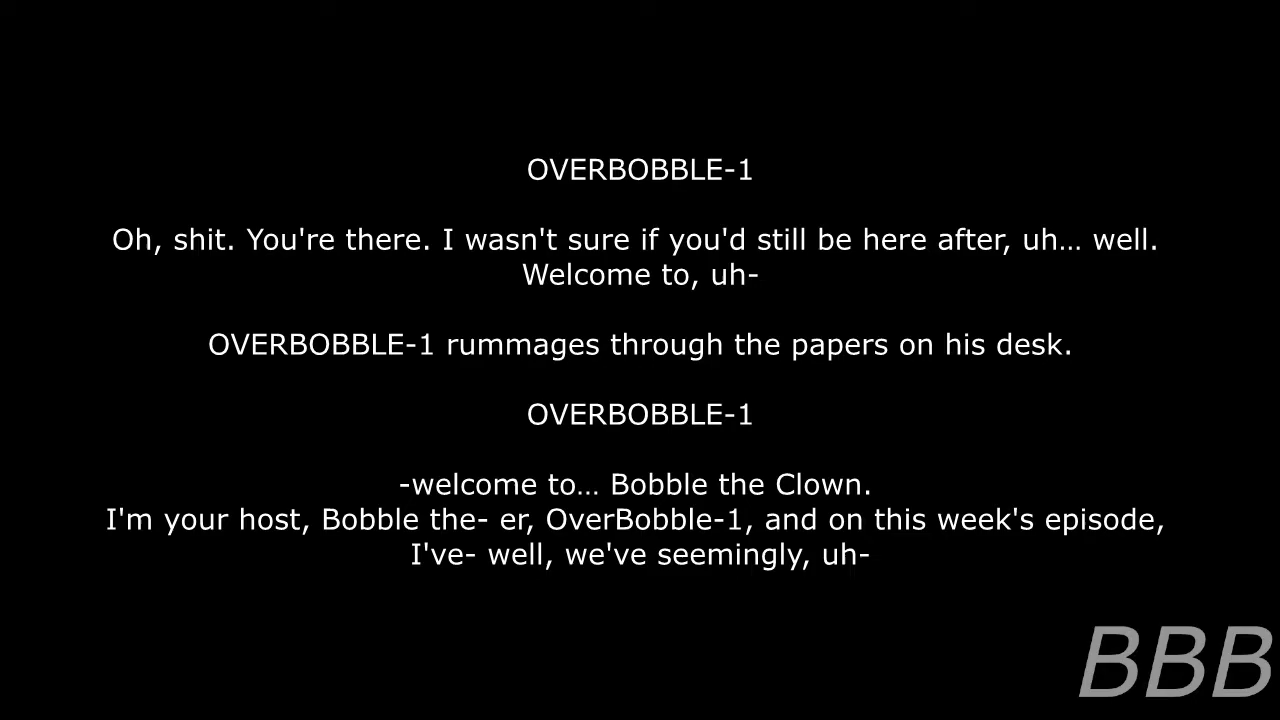 OVERBOBBLE-1
Oh, shit. You're there. I wasn't sure if you'd still be here after, uh… well.
Welcome to, uh-
OVERBOBBLE-1 rummages through the papers on his desk.
OVERBOBBLE-1
-welcome to… Bobble the Clown.
I'm your host, Bobble the- er, OverBobble-1, and on this week's episode,
I've- well, we've seemingly, uh-
BBB